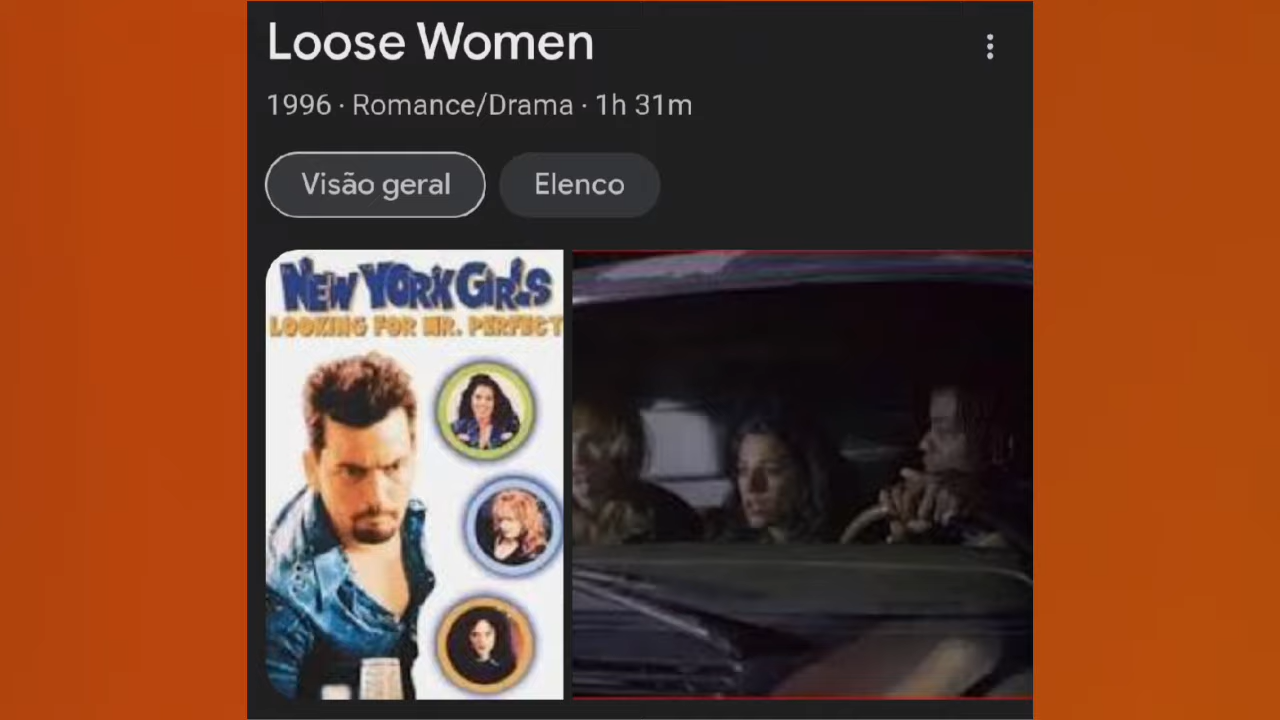 Loose Women
1996 · Romance/Drama · 1h 31m
Visão geral
Elenco
NEW YORK GIRLS
LOOKING FOR MR. PERFECT